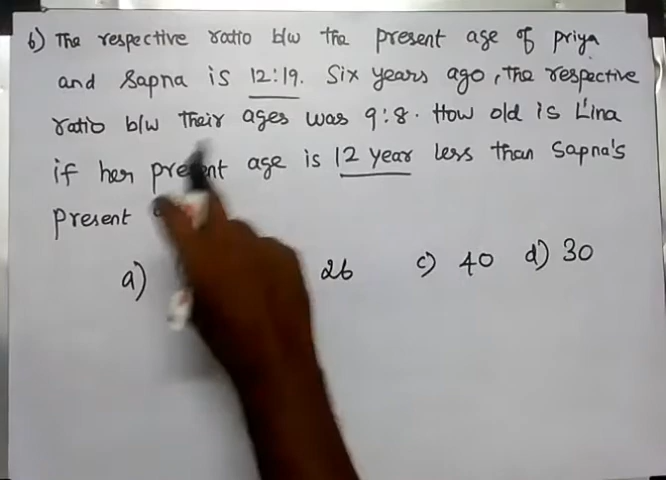 6) The respective ratio b/w the present age of priya
and Sapna is 12:19. Six years ago, the respective
ratio b/w their ages was 9:8. How old is Lina
if her present age is 12 year less than Sapna's
present
a) 26 c) 40 d) 30